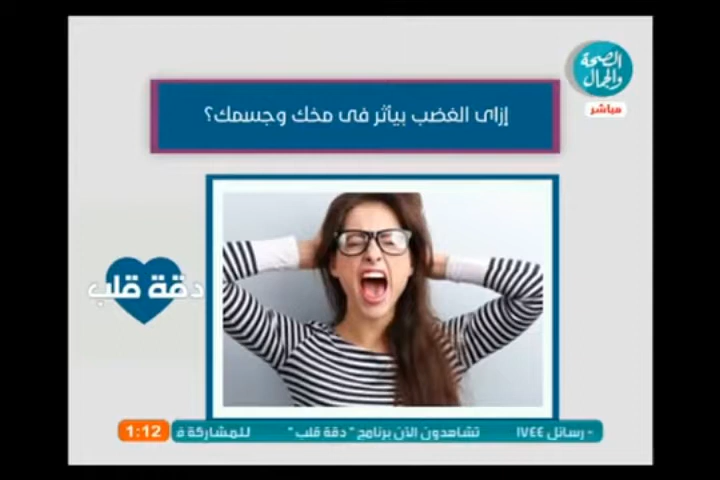 الصحة
والجمال
مباشر
إزاى الغضب بيأثر فى مخك وجسمك؟
دقة قلب
- رسائل ١٧٤٤ تشاهدون الآن برنامج " دقة قلب " للمشاركة ف
1:12